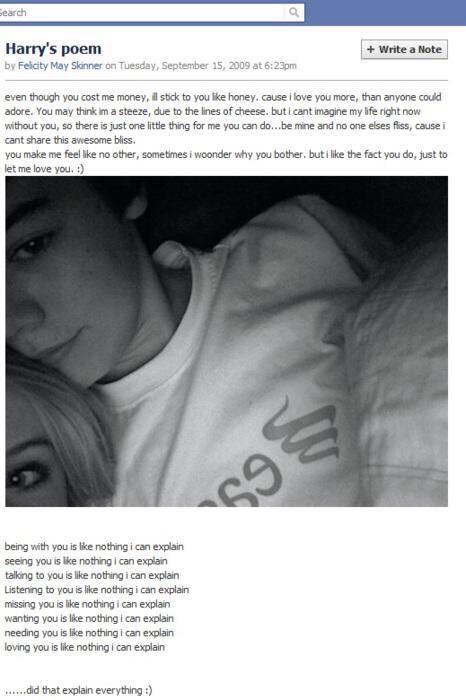 Search
Harry's poem
+ Write a Note
by Felicity May Skinner on Tuesday, September 15, 2009 at 6:23pm
even though you cost me money, ill stick to you like honey. cause i love you more, than anyone could
adore. You may think im a steeze, due to the lines of cheese. but i cant imagine my life right now
without you, so there is just one little thing for me you can do...be mine and no one elses fliss, cause i
cant share this awesome bliss.
you make me feel like no other, sometimes i woonder why you bother. but i like the fact you do, just to
let me love you. :)
being with you is like nothing i can explain
seeing you is like nothing i can explain
talking to you is like nothing i can explain
Listening to you is like nothing i can explain
missing you is like nothing i can explain
wanting you is like nothing i can explain
needing you is like nothing i can explain
loving you is like nothing i can explain
......did that explain everything :)